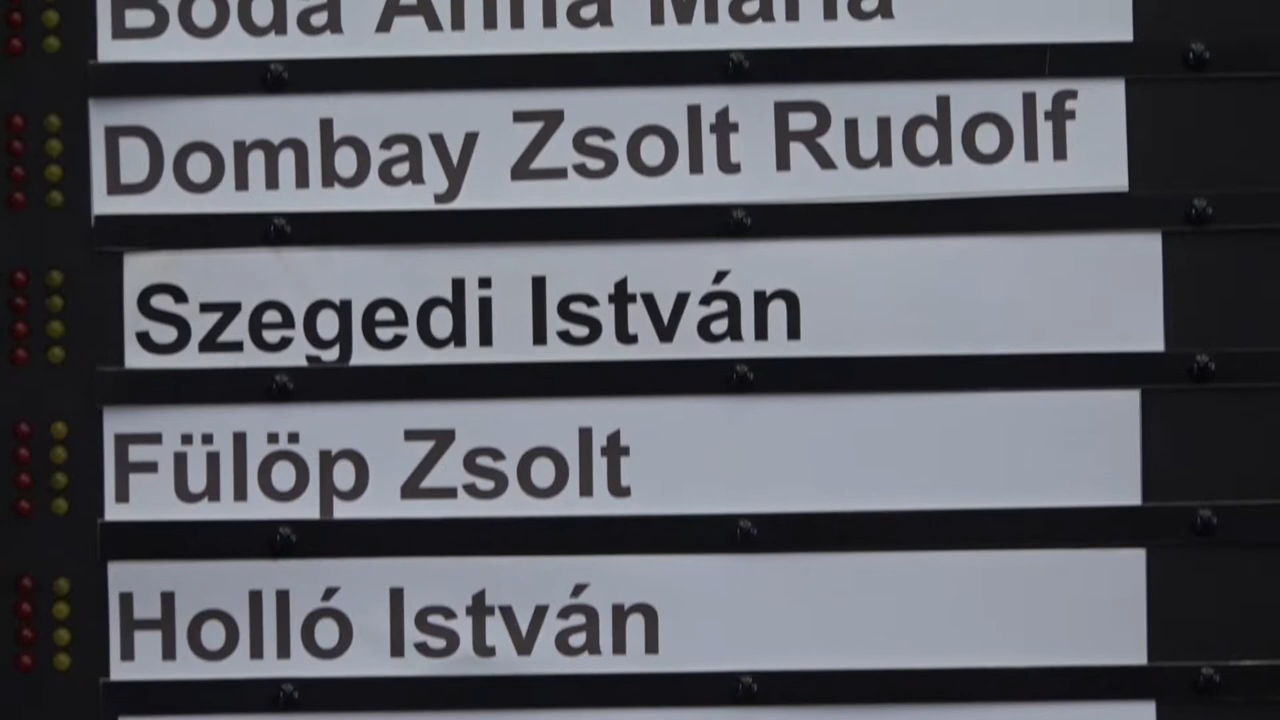 Boda Anna Mária
Dombay Zsolt Rudolf
Szegedi István
Fülöp Zsolt
Holló István